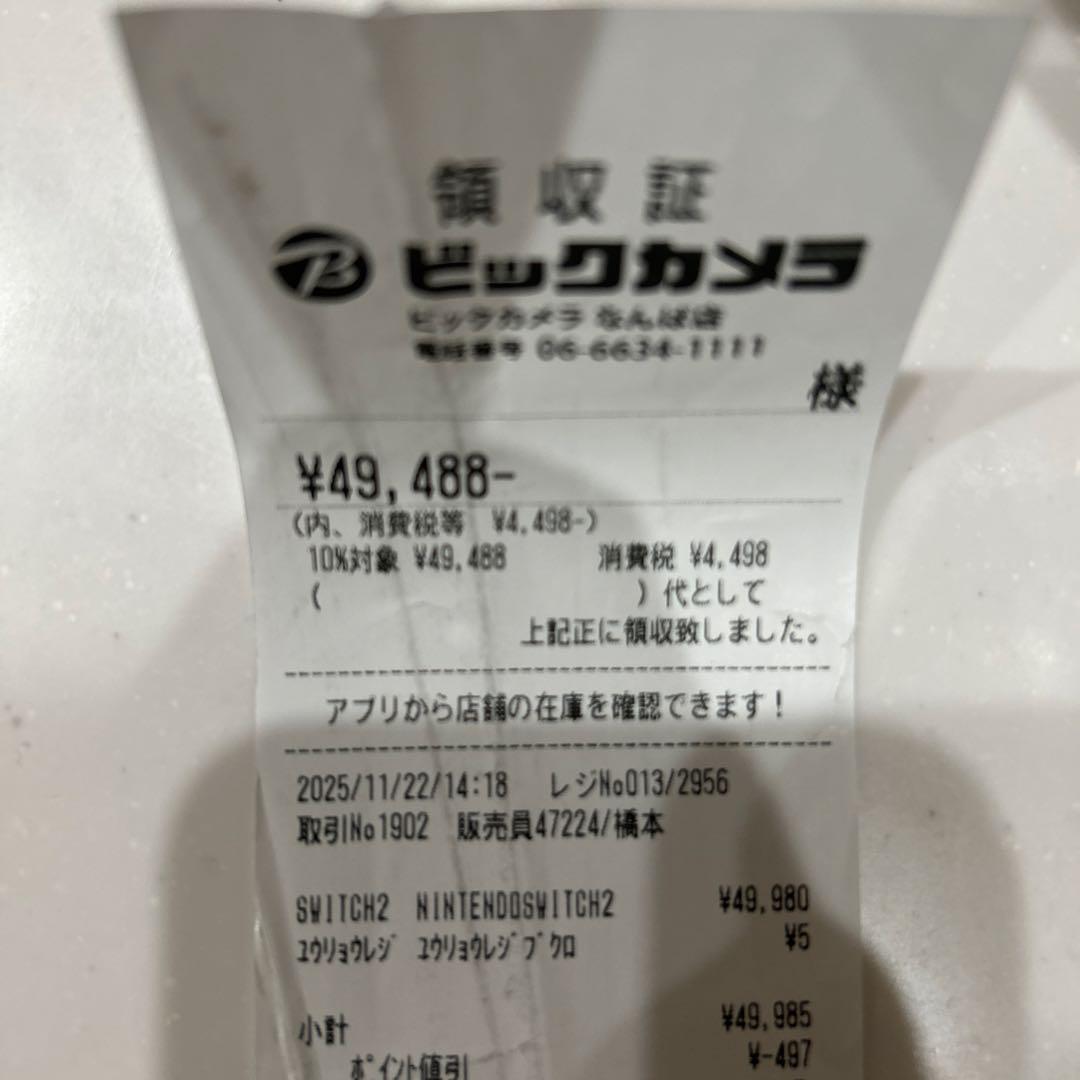 領収証
ビックカメラ
ビックカメラ なんば店
電話番号 06-6634-1111
様
¥49,488-
(内、消費税等 ¥4,498-)
10%対象 ¥49,488 消費税 ¥4,498
( )代として
上記正に領収致しました。
アプリから店舗の在庫を確認できます!
2025/11/22/14:18 レジNo013/2956
取引No1902 販売員47224/橋本
SWITCH2 NINTENDOSWITCH2 ¥49,980
ﾕｳﾘｮｳﾚｼﾞ ﾕｳﾘｮｳﾚｼﾞﾌﾞｸﾛ ¥5
小計 ¥49,985
ﾎﾟｲﾝﾄ値引 ¥-497